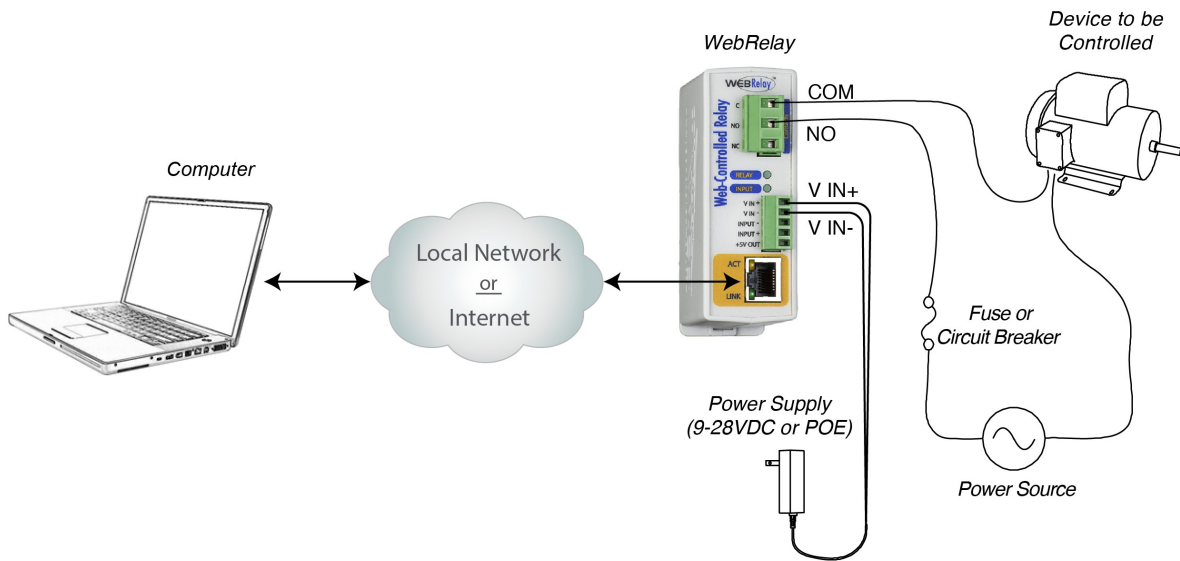 Computer
Local Network
or
Internet
WebRelay
WEBRelay™
Web-Controlled Relay
C
NO
NC
RELAY
INPUT
V IN +
V IN -
INPUT -
INPUT +
+5V OUT
ACT
LINK
COM
NO
V IN+
V IN-
Power Supply
(9-28VDC or POE)
Device to be
Controlled
Fuse or
Circuit Breaker
Power Source